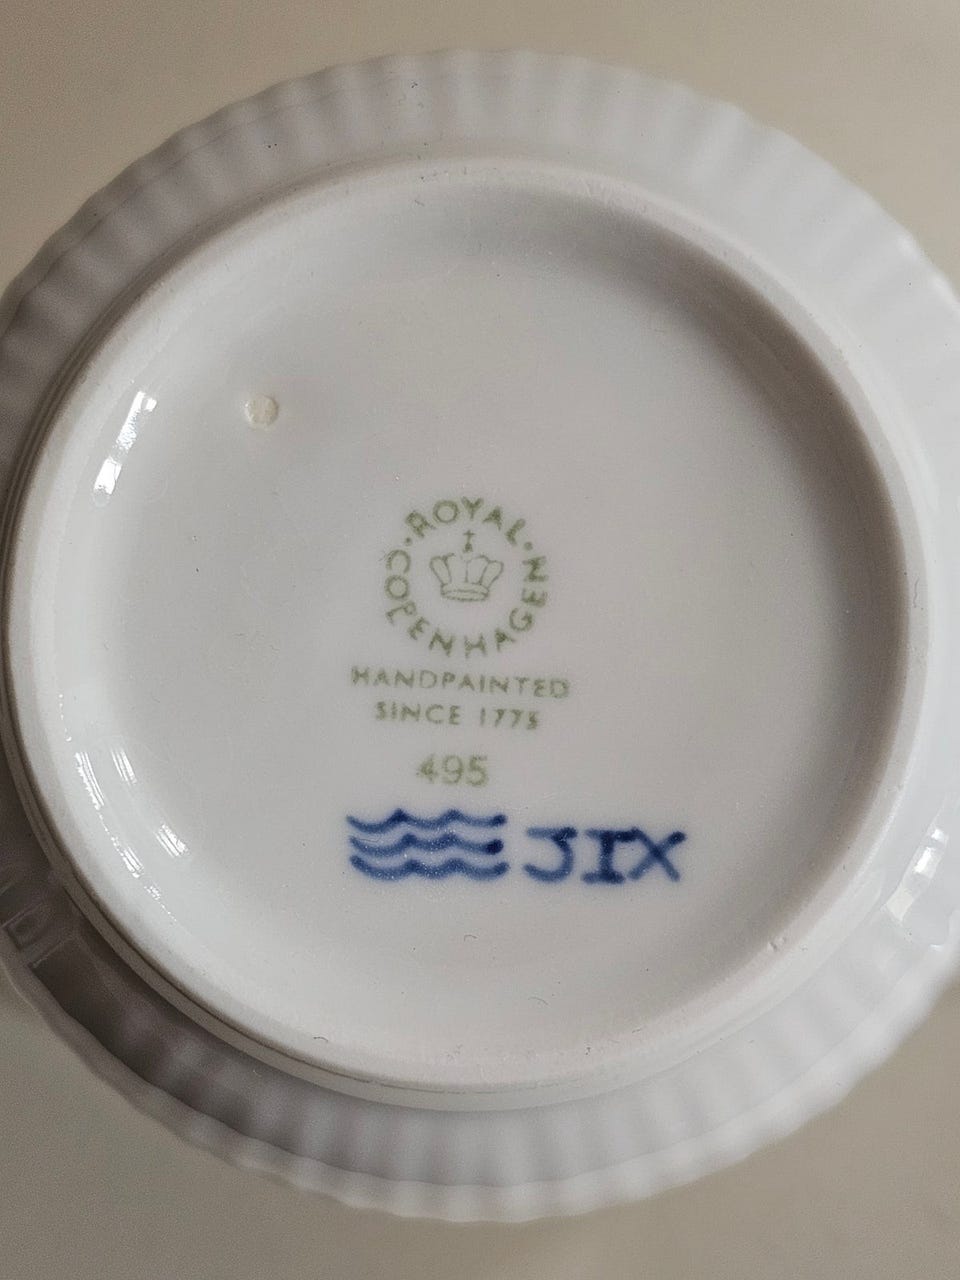 ROYAL
COPENHAGEN
HANDPAINTED
SINCE 1775
495
JIX